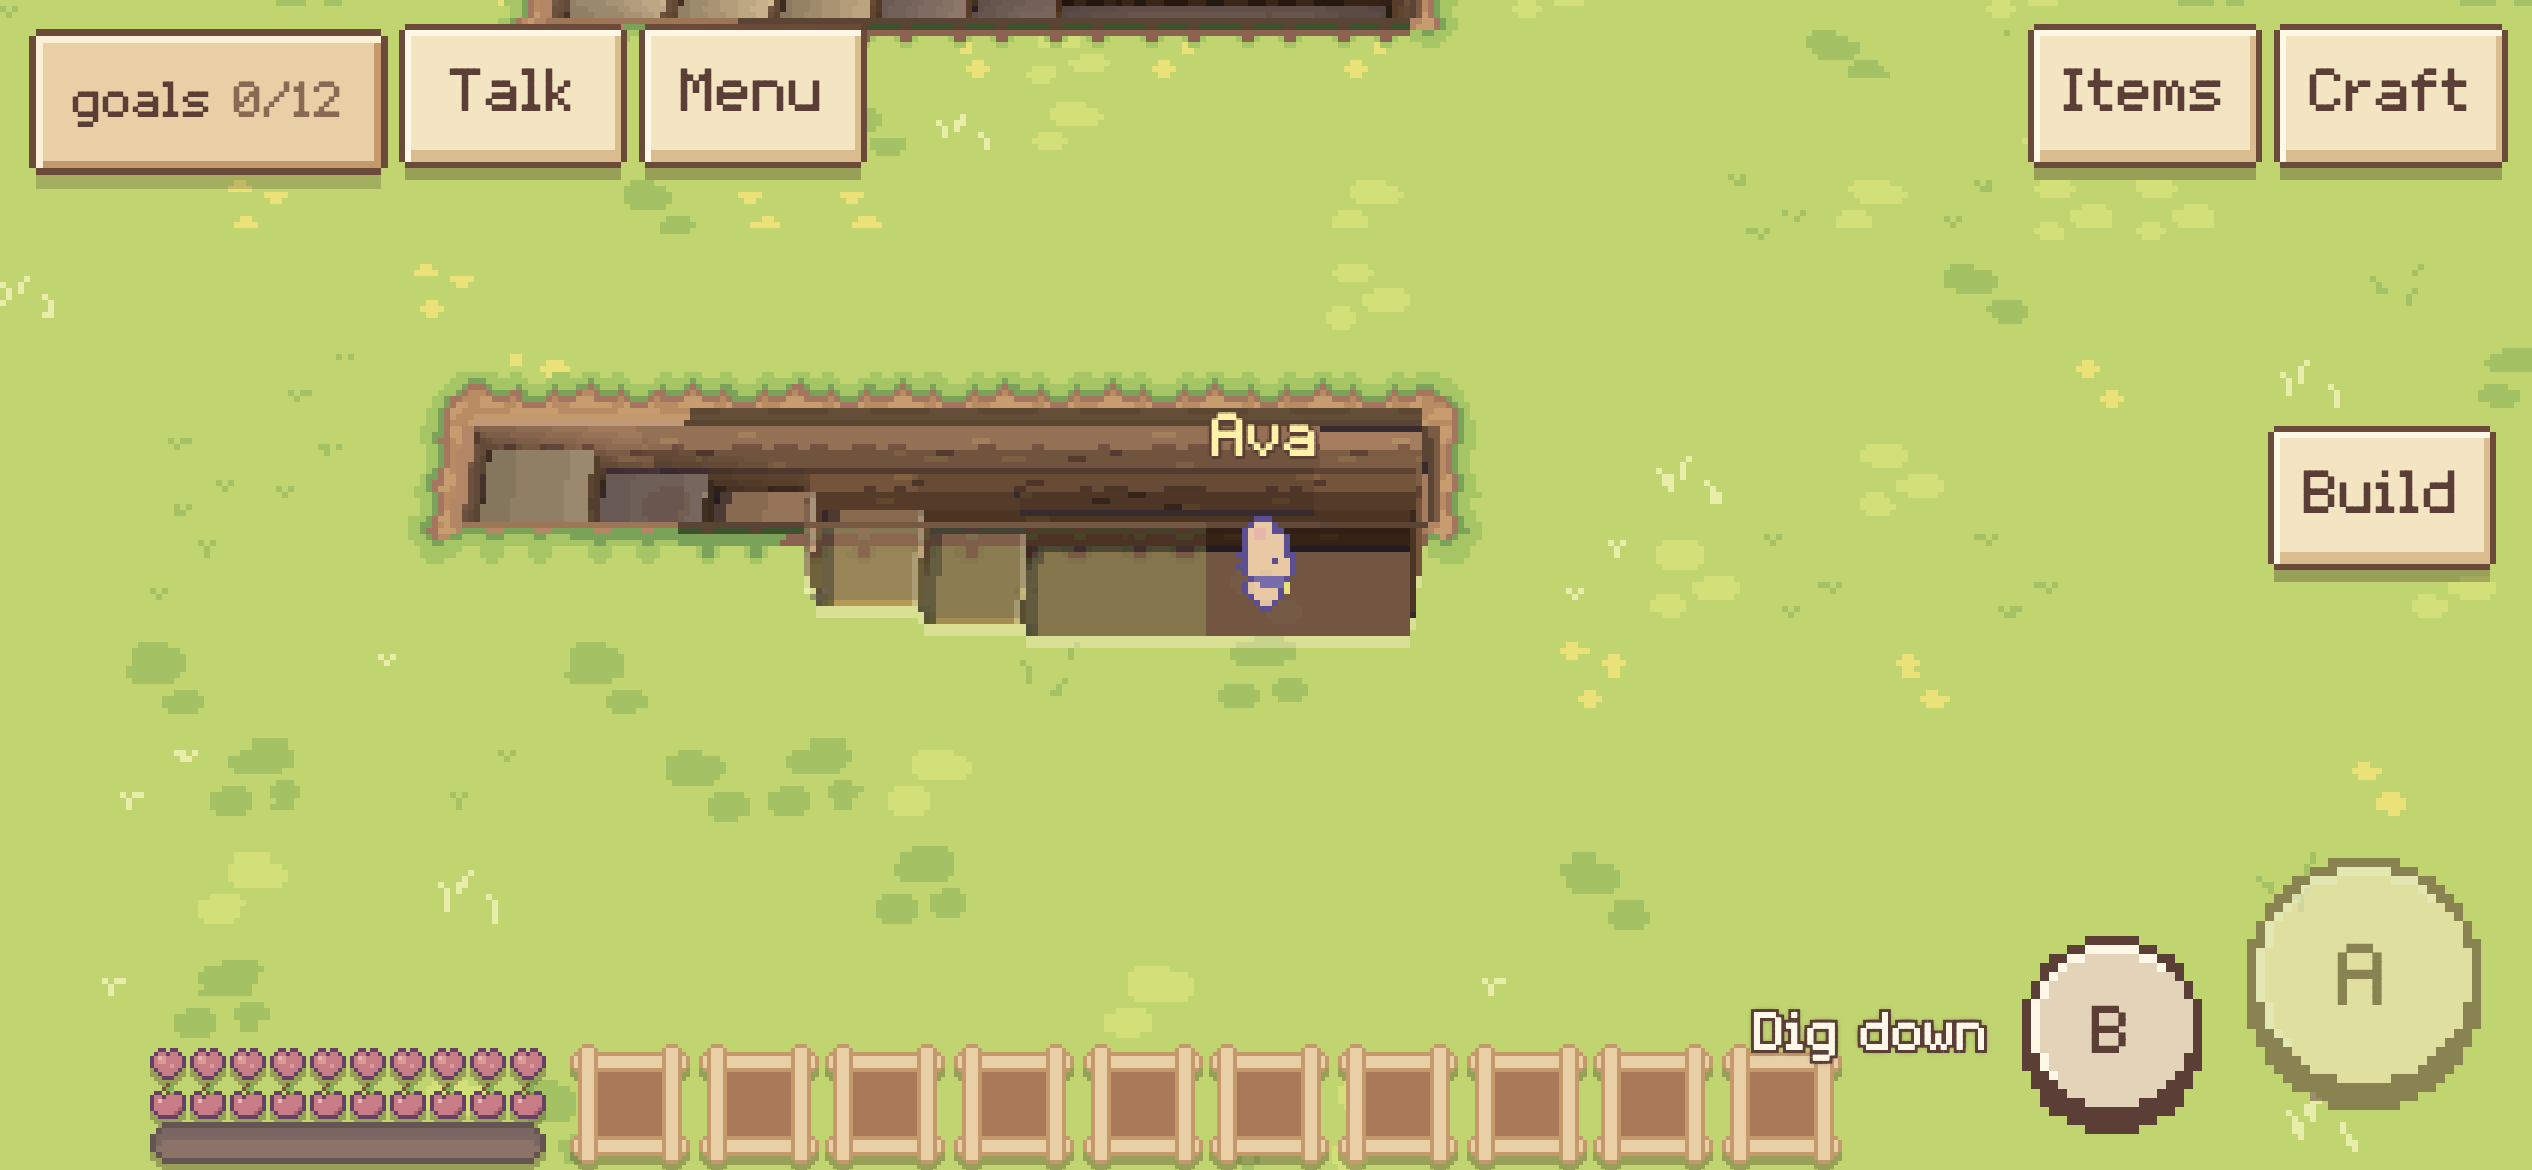 goals 0/12
Talk
Menu
Items
Craft
Ava
Build
A
Dig down
B